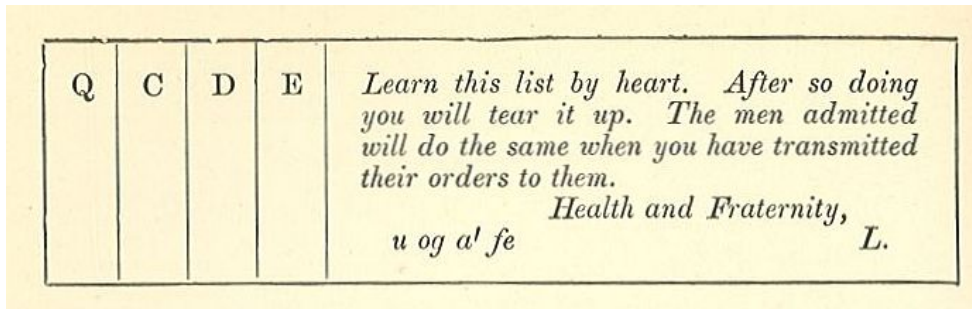 Q C D E
Learn this list by heart. After so doing
you will tear it up. The men admitted
will do the same when you have transmitted
their orders to them.
Health and Fraternity,
u og a' fe L.